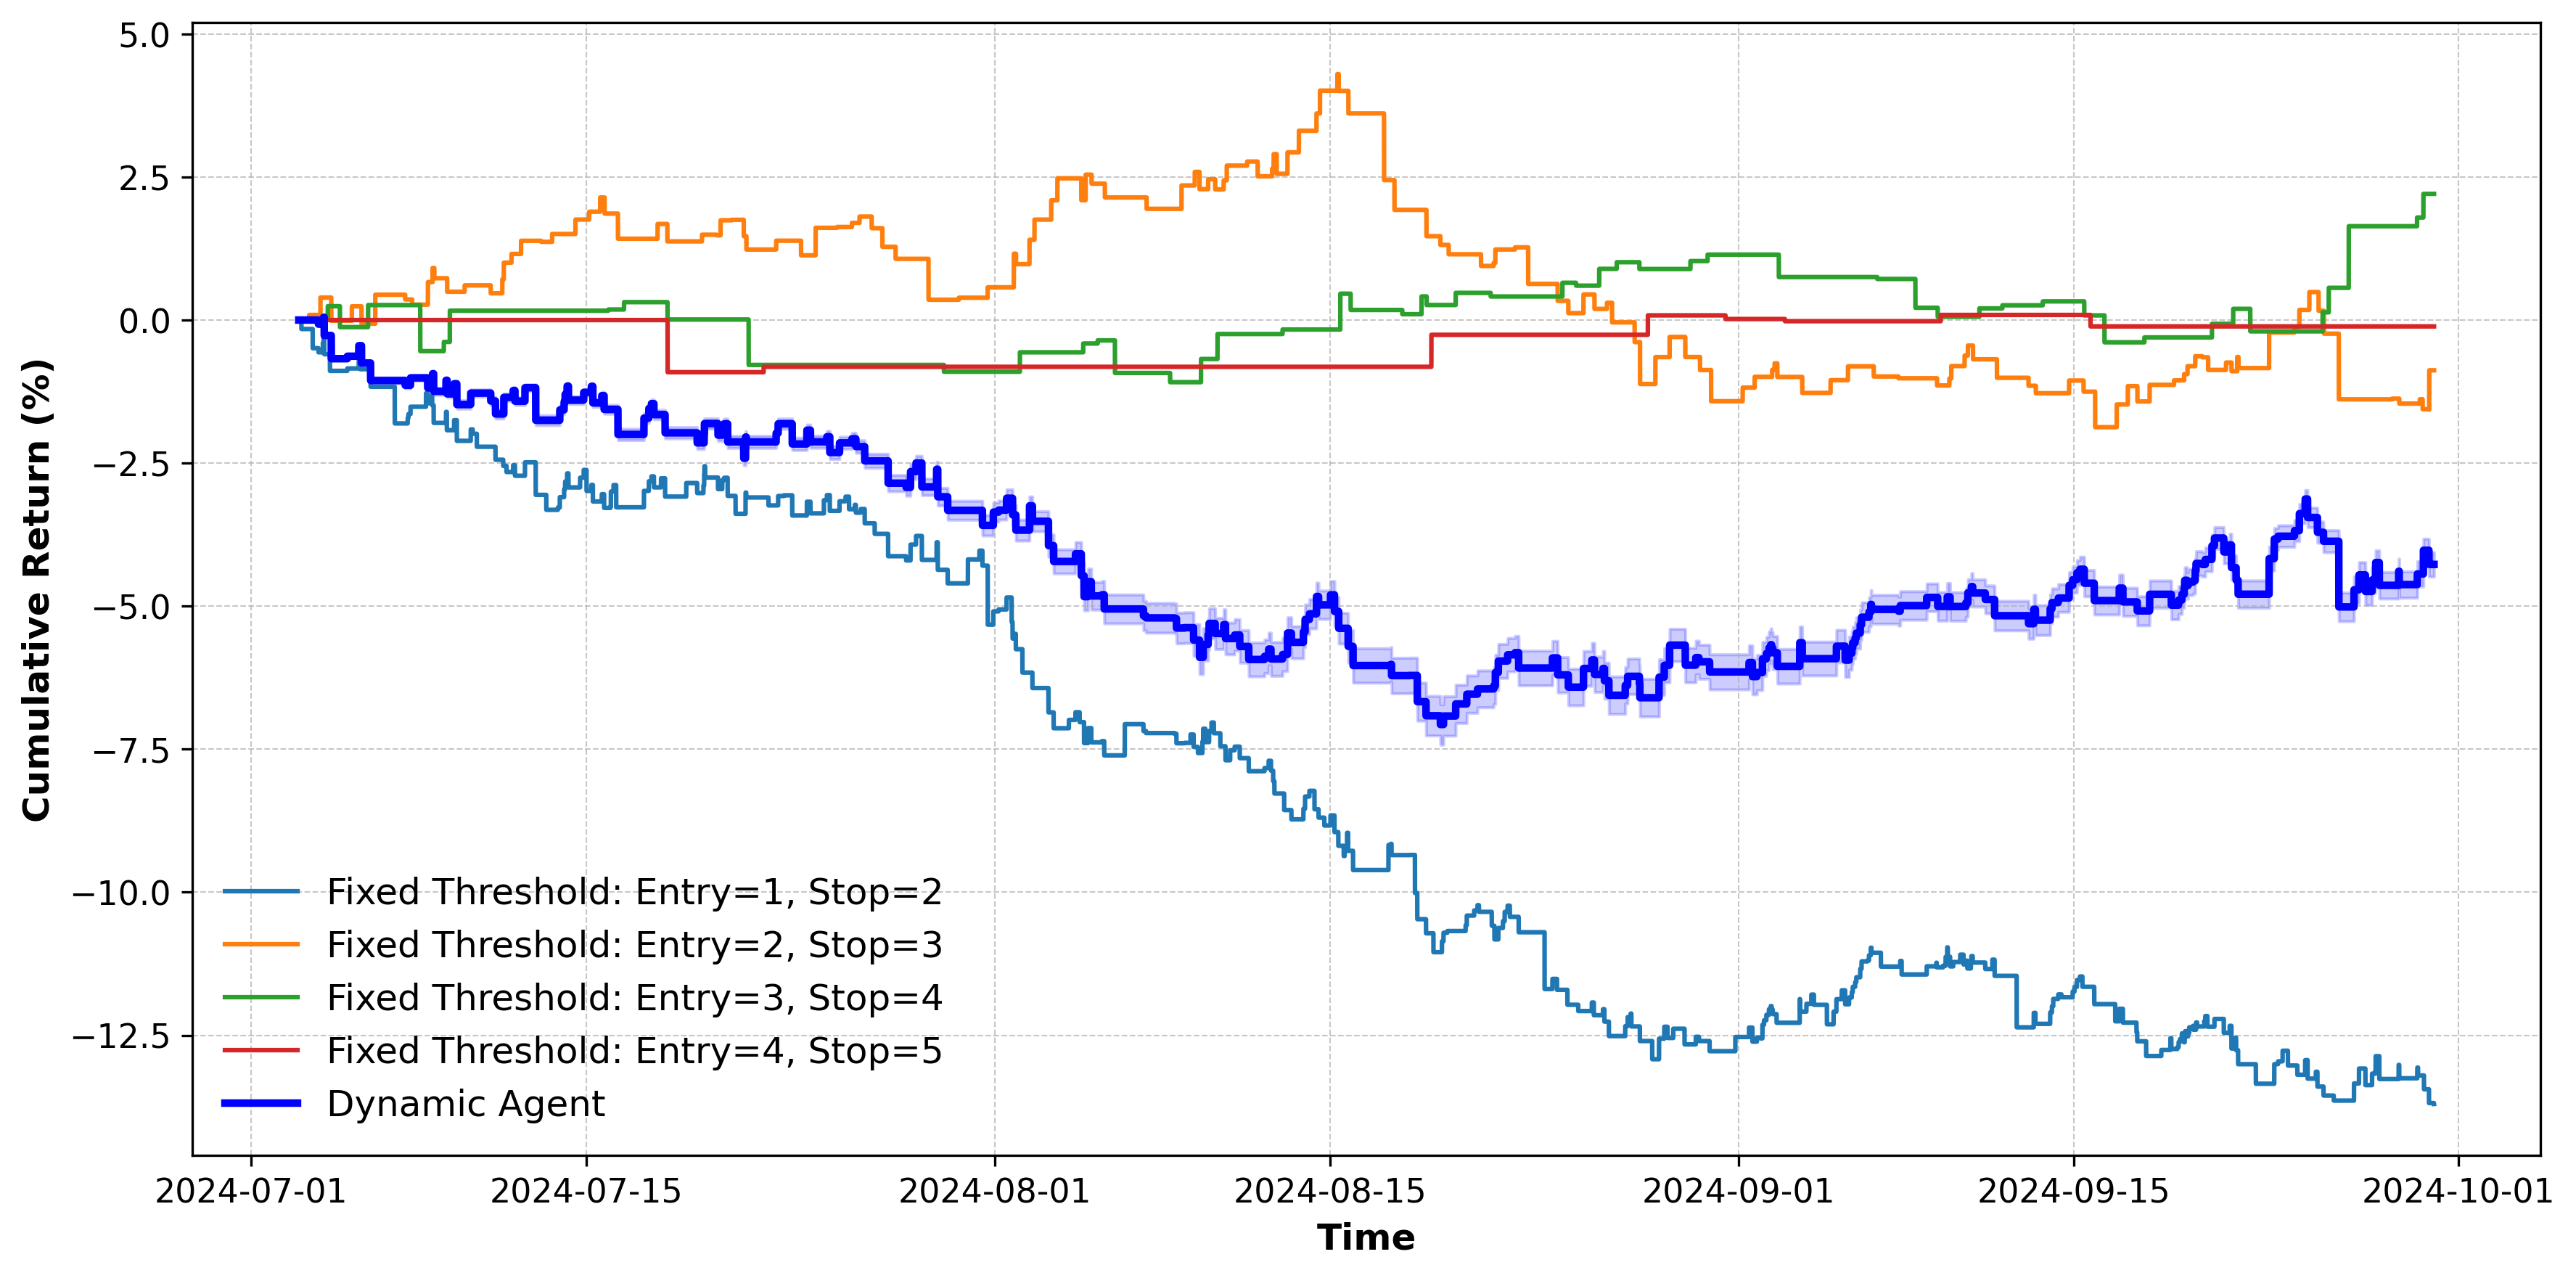 Cumulative Return (%)
5.0
2.5
0.0
−2.5
−5.0
−7.5
−10.0
−12.5
Fixed Threshold: Entry=1, Stop=2
Fixed Threshold: Entry=2, Stop=3
Fixed Threshold: Entry=3, Stop=4
Fixed Threshold: Entry=4, Stop=5
Dynamic Agent
2024-07-01 2024-07-15 2024-08-01 2024-08-15 2024-09-01 2024-09-15 2024-10-01
Time